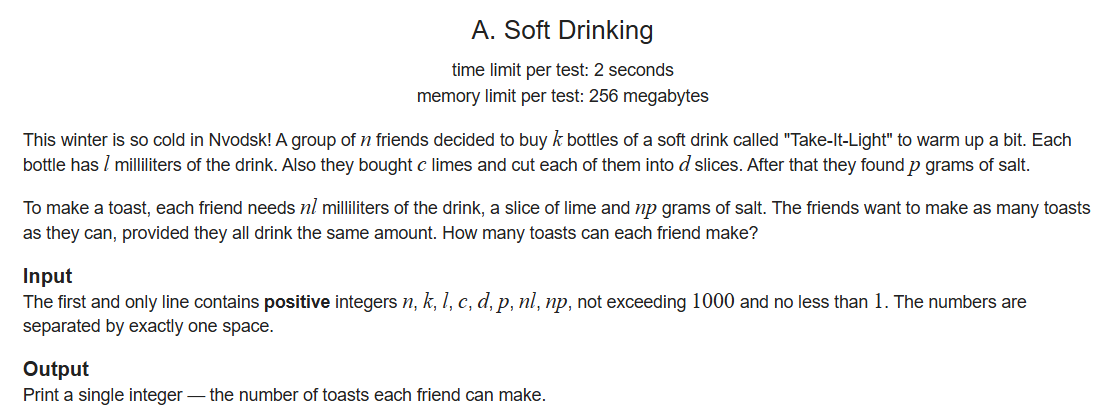 A. Soft Drinking
time limit per test: 2 seconds
memory limit per test: 256 megabytes
This winter is so cold in Nvodsk! A group of n friends decided to buy k bottles of a soft drink called "Take-It-Light" to warm up a bit. Each
bottle has l milliliters of the drink. Also they bought c limes and cut each of them into d slices. After that they found p grams of salt.
To make a toast, each friend needs nl milliliters of the drink, a slice of lime and np grams of salt. The friends want to make as many toasts
as they can, provided they all drink the same amount. How many toasts can each friend make?
Input
The first and only line contains positive integers n, k, l, c, d, p, nl, np, not exceeding 1000 and no less than 1. The numbers are
separated by exactly one space.
Output
Print a single integer — the number of toasts each friend can make.